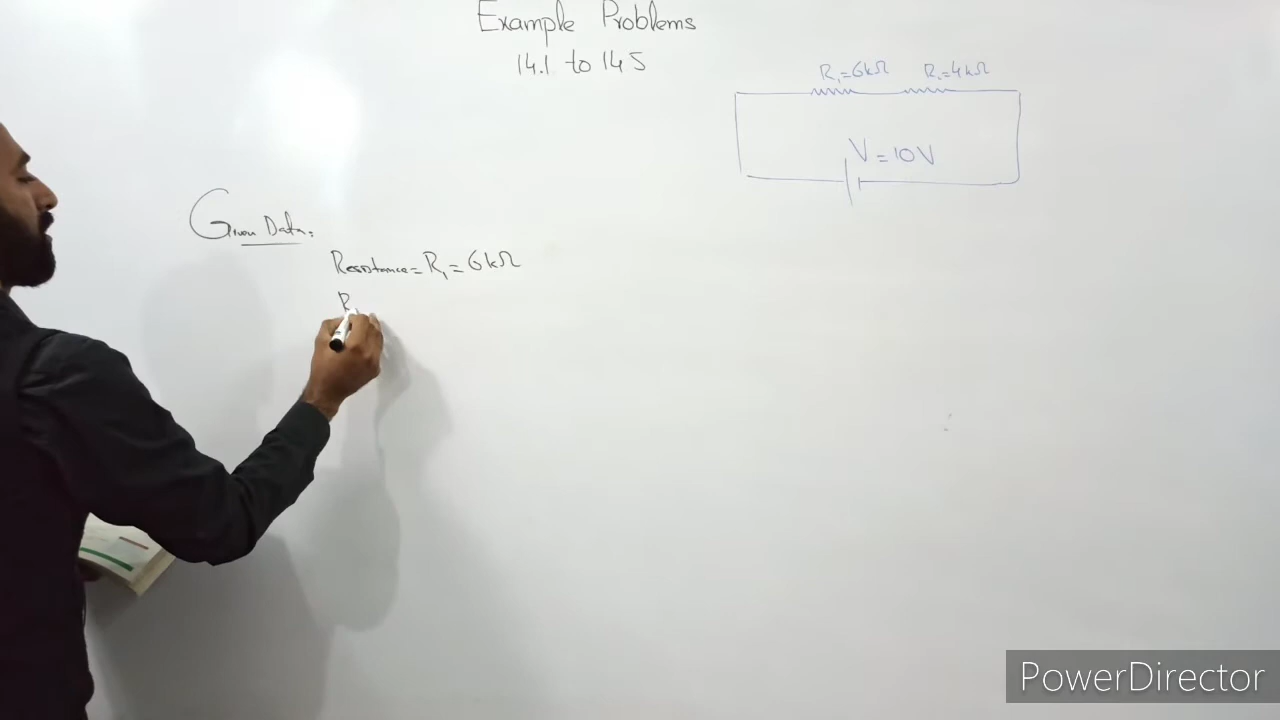 Example Problems
14.1 to 14.5
R₁=6kΩ R₂=4kΩ
V=10V
Given Data:
Resistance=R₁=6kΩ
R
PowerDirector